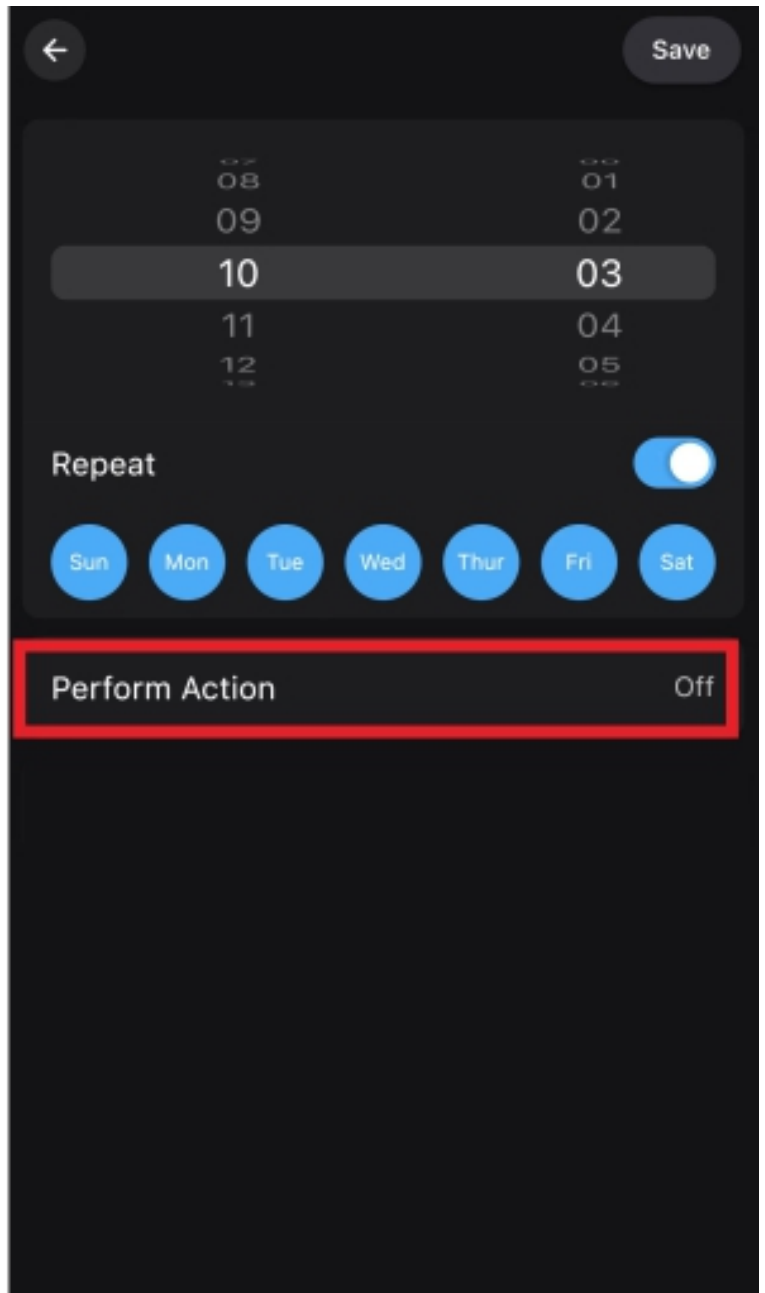 Save
08 01
09 02
10 03
11 04
12 05
Repeat
Sun Mon Tue Wed Thur Fri Sat
Perform Action Off